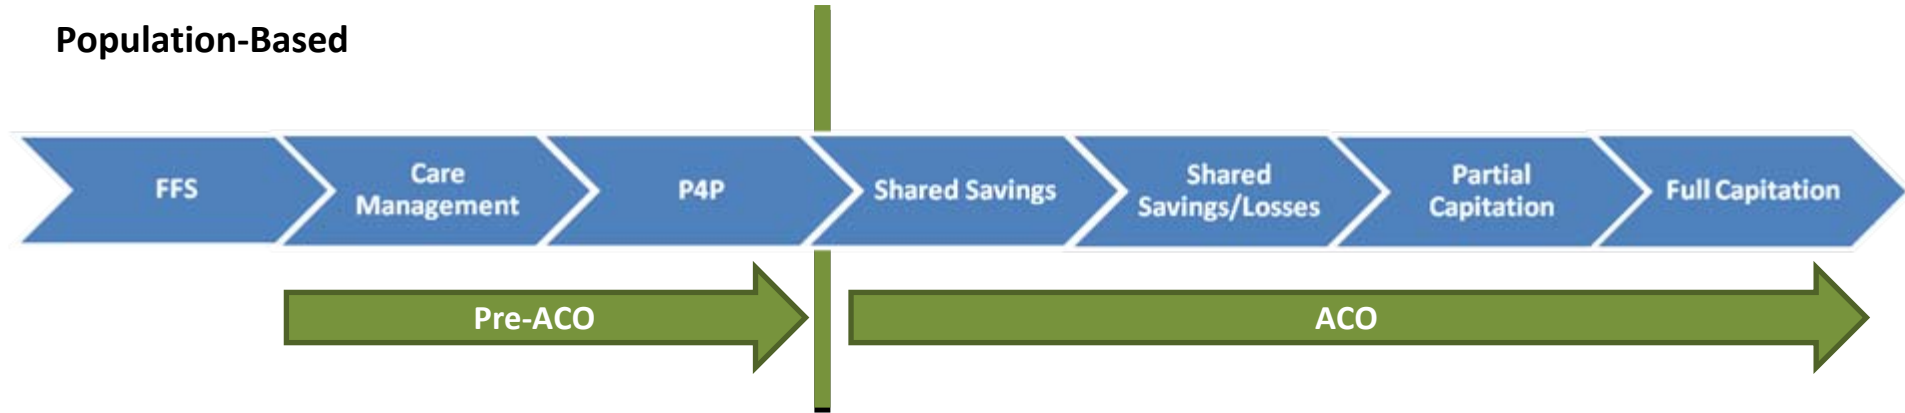 Population-Based
FFS
Care
Management
P4P
Shared Savings
Shared
Savings/Losses
Partial
Capitation
Full Capitation
Pre-ACO
ACO